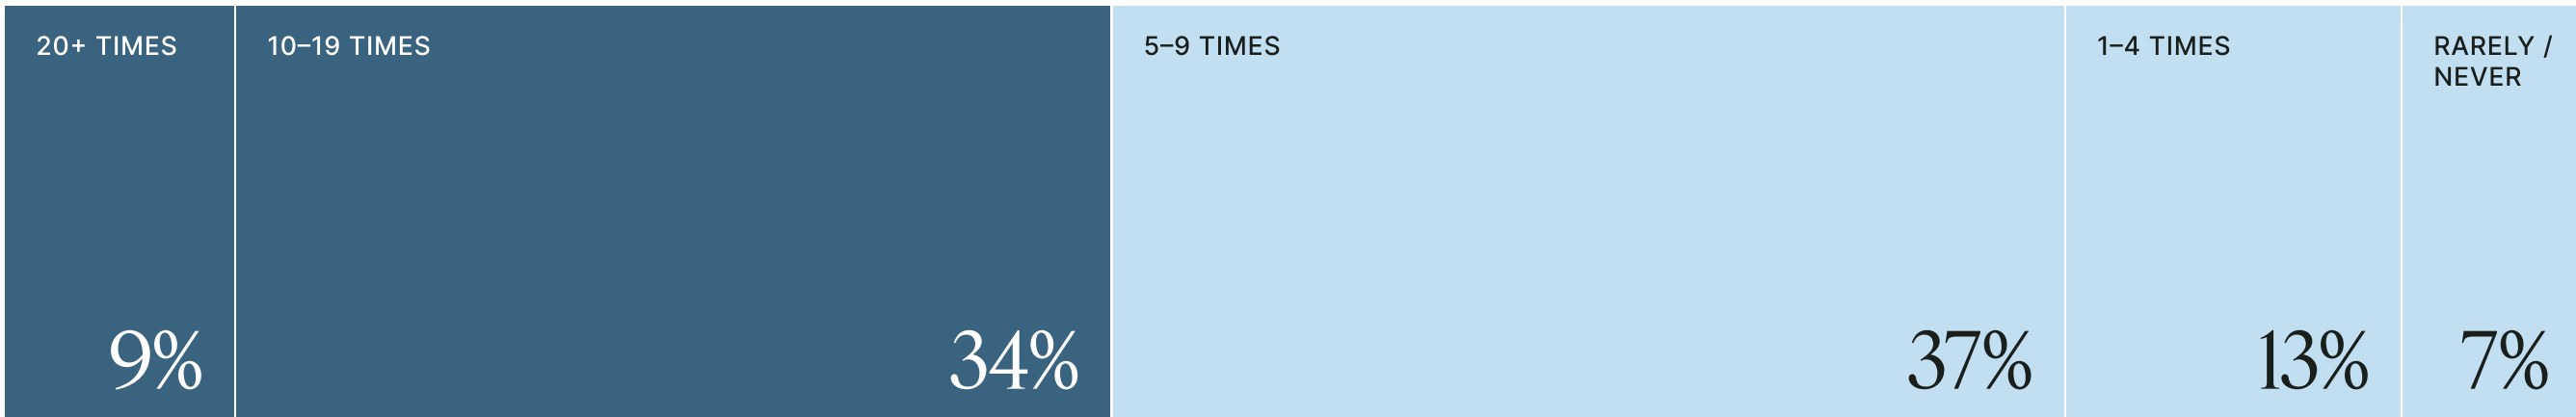 20+ TIMES
10–19 TIMES
5–9 TIMES
1–4 TIMES
RARELY /
NEVER
9%
34%
37%
13%
7%